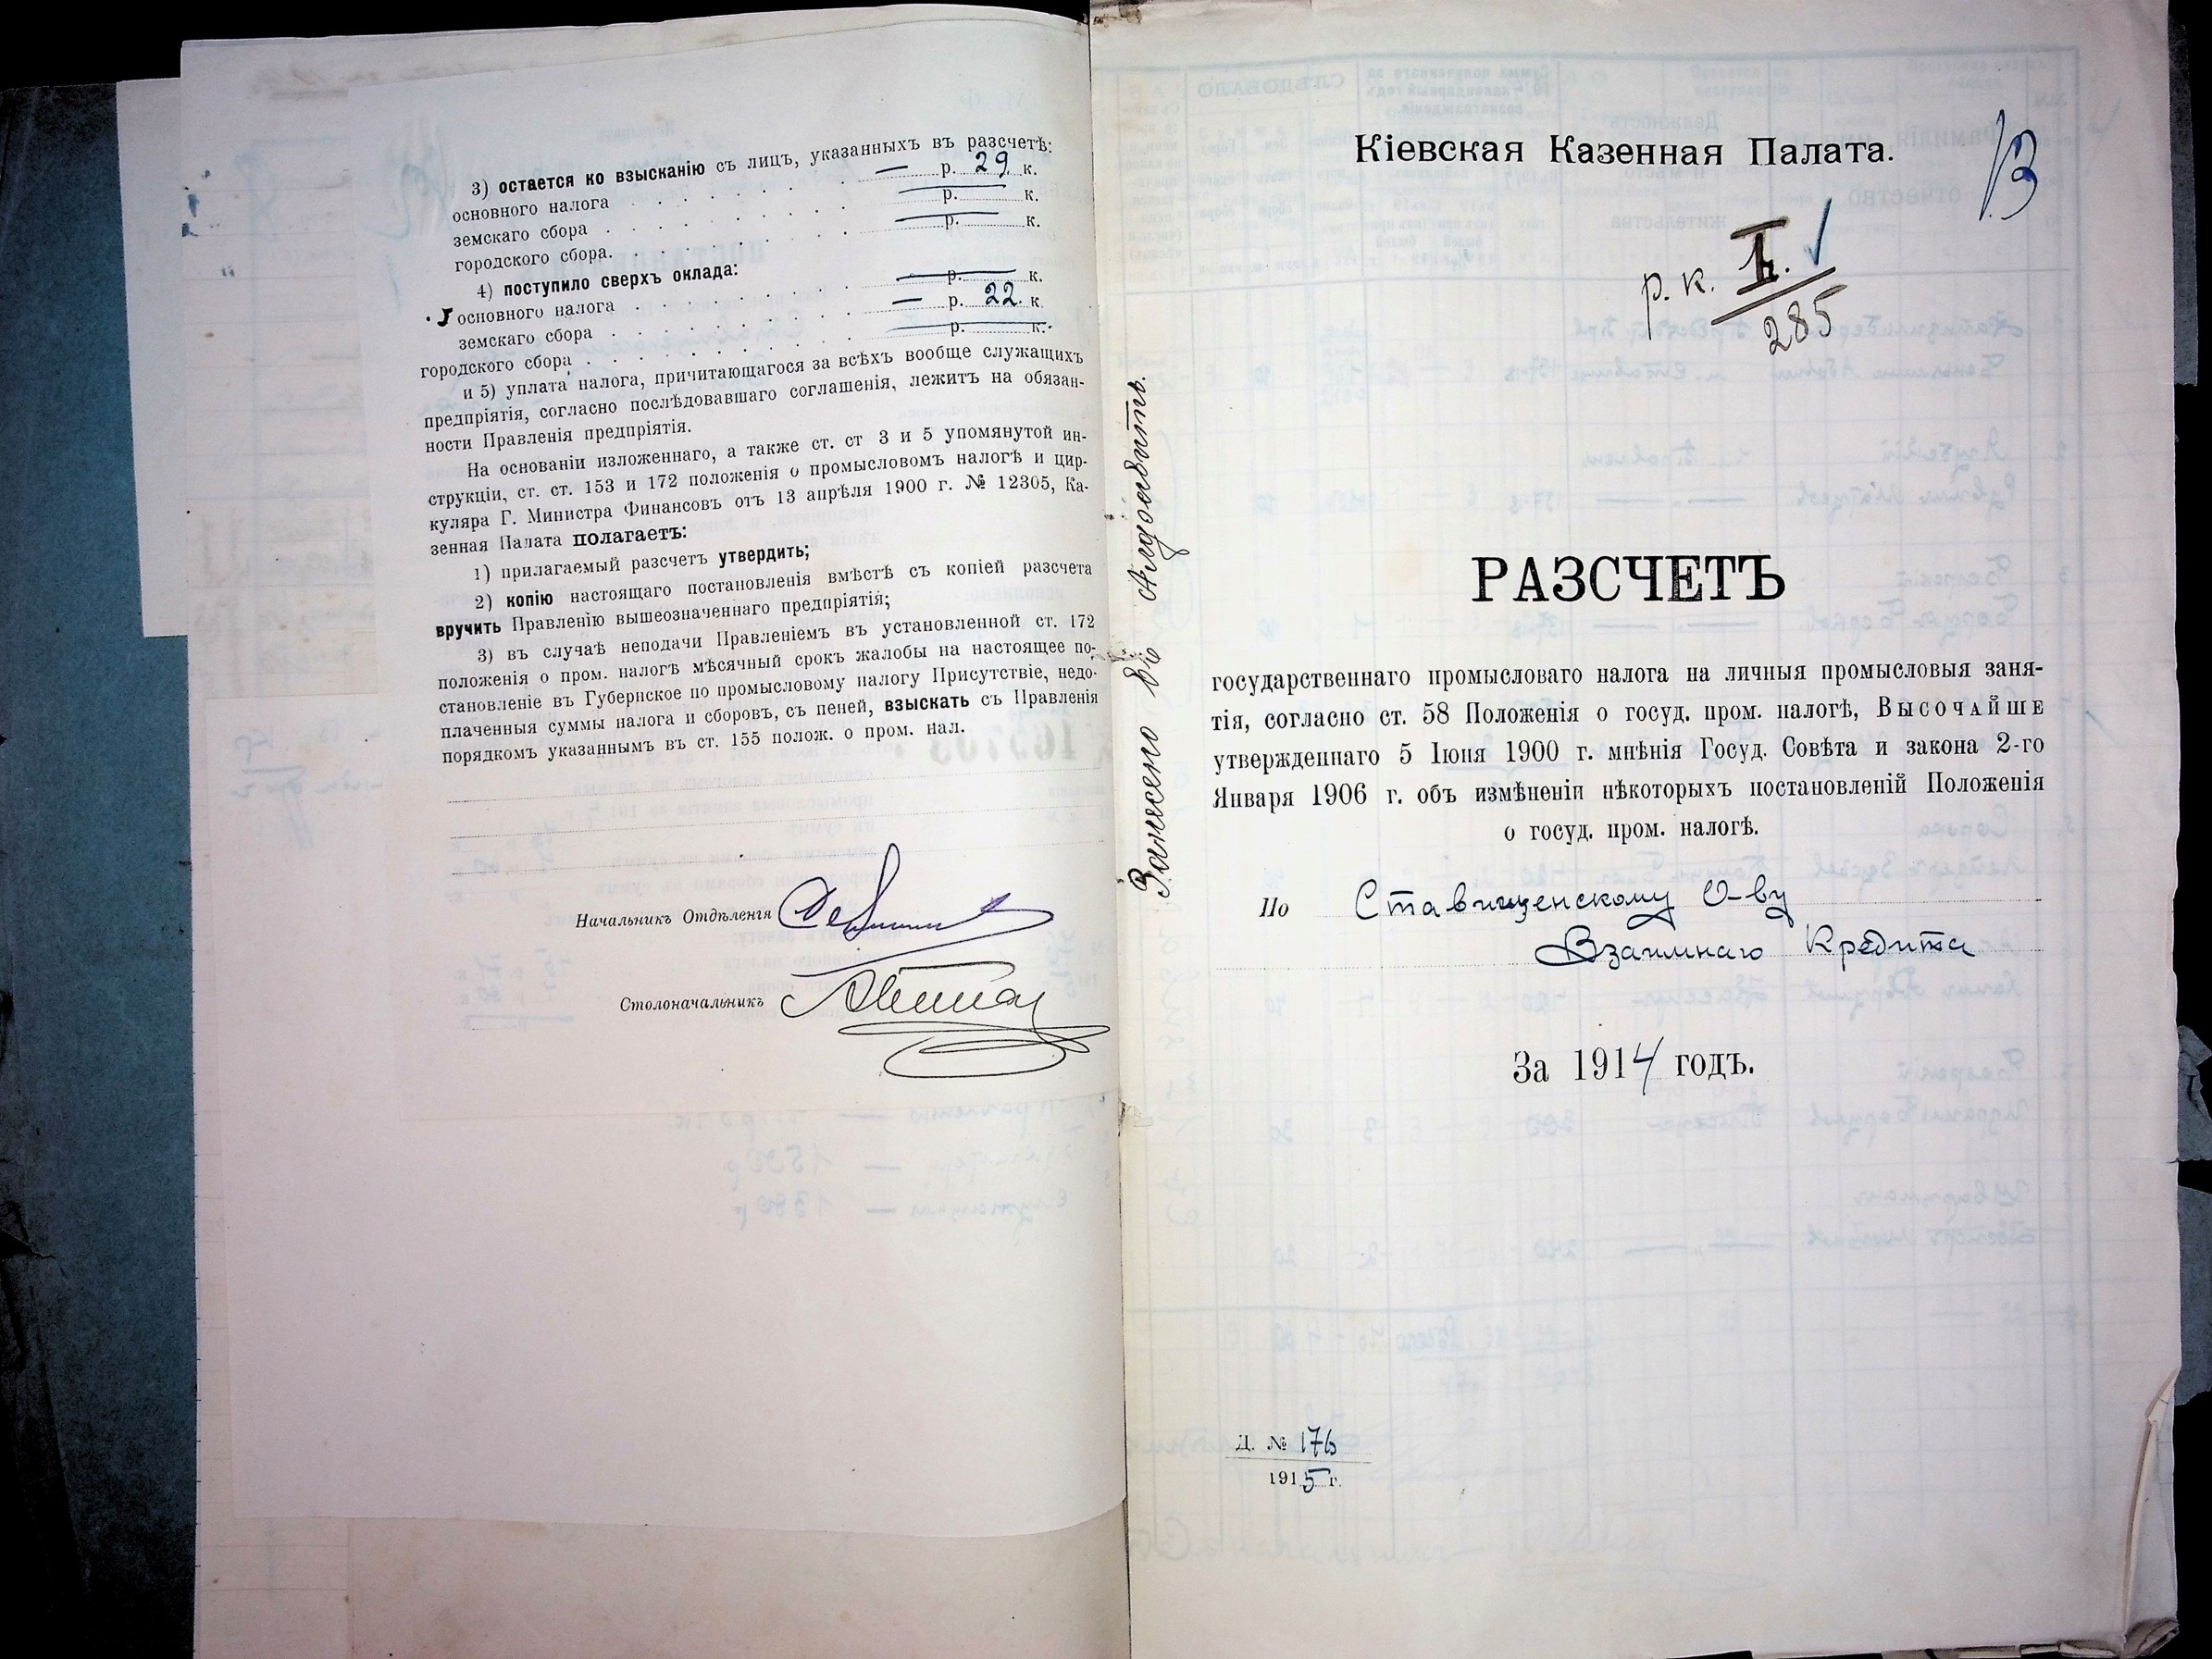 3) остается ко взысканію съ лицъ, указанныхъ въ разсчетѣ:
основного налога — р. 29 к.
земскаго сбора — р. к.
городского сбора. — р. к.
4) поступило сверхъ оклада:
основного налога — р. к.
земскаго сбора — р. 22 к.
городского сбора — р. к.
и 5) уплата налога, причитающагося за всѣхъ вообще служащихъ
предпріятія, согласно послѣдовавшаго соглашенія, лежитъ на обязан-
ности Правленія предпріятія.
На основаніи изложеннаго, а также ст. ст 3 и 5 упомянутой ин-
струкціи, ст. ст. 153 и 172 положенія о промысловомъ налогѣ и цир-
куляра Г. Министра Финансовъ отъ 13 апрѣля 1900 г. № 12305, Ка-
зенная Палата полагаетъ:
1) прилагаемый разсчетъ утвердить;
2) копію настоящаго постановленія вмѣстѣ съ копіей разсчета
вручить Правленію вышеозначеннаго предпріятія;
3) въ случаѣ неподачи Правленіемъ въ установленной ст. 172
положенія о пром. налогѣ мѣсячный срокъ жалобы на настоящее по-
становленіе въ Губернское по промысловому налогу Присутствіе, недо-
плаченныя суммы налога и сборовъ, съ пеней, взыскать съ Правленія
порядкомъ указаннымъ въ ст. 155 полож. о пром. нал.
Начальникъ Отдѣленія
Столоначальникъ
Занесено въ Алфавитъ.
Кіевская Казенная Палата.
р. к. I.
285
РАЗСЧЕТЪ
государственнаго промысловаго налога на личныя промысловыя заня-
тія, согласно ст. 58 Положенія о госуд. пром. налогѣ, Высочайше
утвержденнаго 5 Іюня 1900 г. мнѣнія Госуд. Совѣта и закона 2-го
Января 1906 г. объ измѣненіи нѣкоторыхъ постановленій Положенія
о госуд. пром. налогѣ.
По Ставищенскому О-ву
Взаимнаго Кредита
За 1914 годъ.
Д. № 176
1915 г.